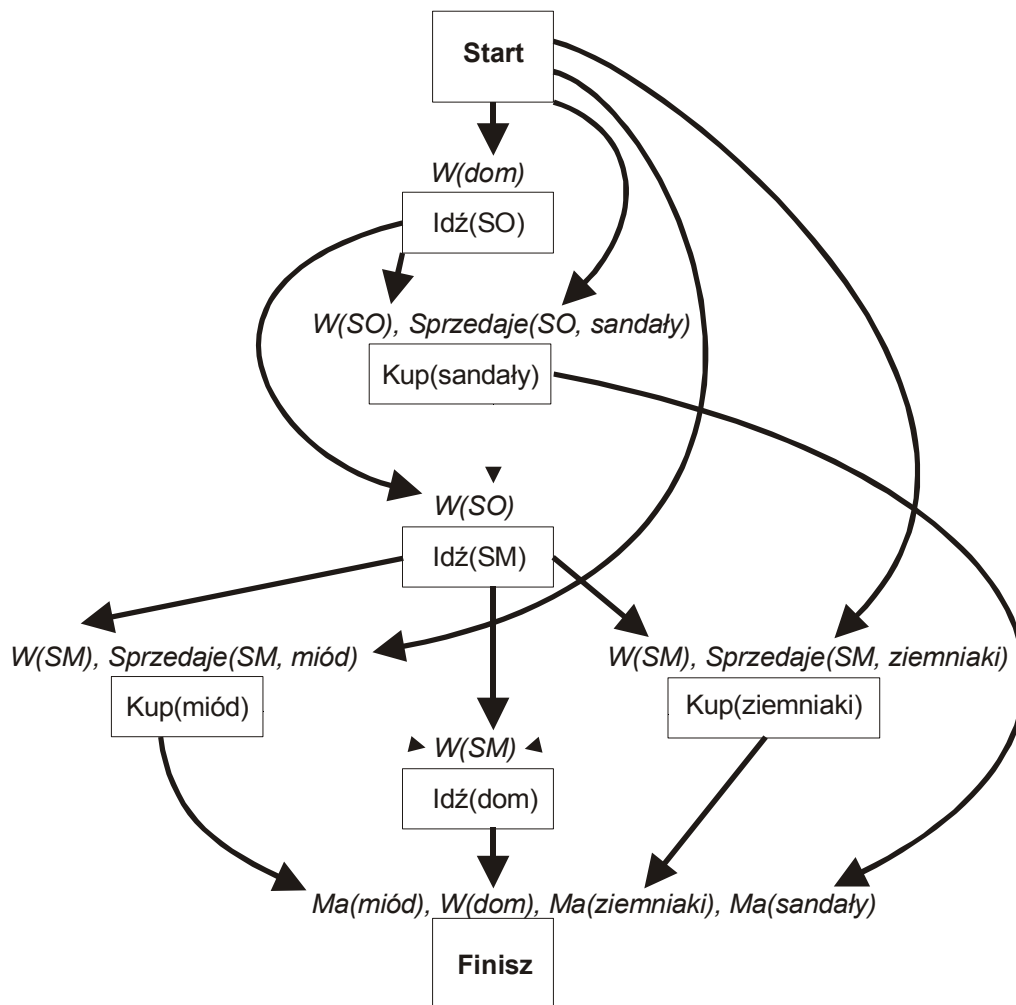 Start
W(dom)
Idź(SO)
W(SO), Sprzedaje(SO, sandały)
Kup(sandały)
W(SO)
Idź(SM)
W(SM), Sprzedaje(SM, miód)
W(SM), Sprzedaje(SM, ziemniaki)
Kup(miód)
Kup(ziemniaki)
W(SM)
Idź(dom)
Ma(miód), W(dom), Ma(ziemniaki), Ma(sandały)
Finisz